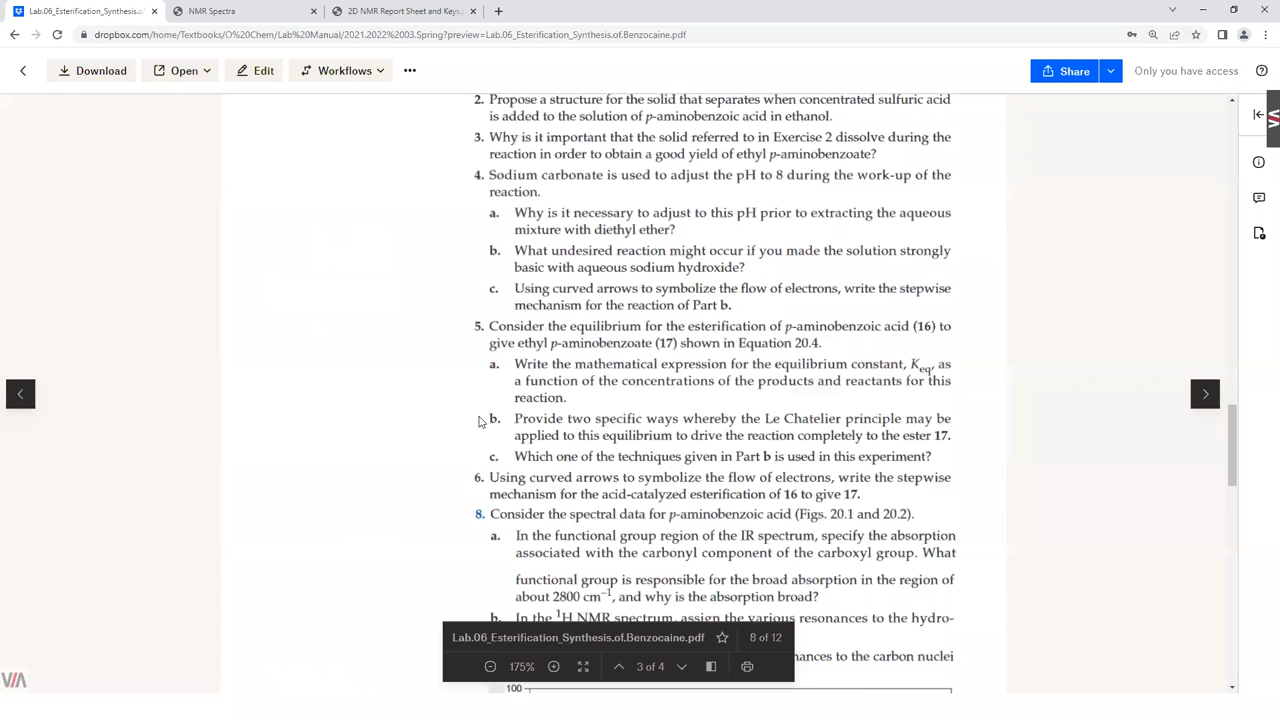 Lab.06_Esterification_Synthesis.o
NMR Spectra
2D NMR Report Sheet and Keys
dropbox.com/home/Textbooks/O%20Chem/Lab%20Manual/2021.2022%2003.Spring?preview=Lab.06_Esterification_Synthesis.of.Benzocaine.pdf
Download
Open
Edit
Workflows
Share
Only you have access
2. Propose a structure for the solid that separates when concentrated sulfuric acid
is added to the solution of p-aminobenzoic acid in ethanol.
3. Why is it important that the solid referred to in Exercise 2 dissolve during the
reaction in order to obtain a good yield of ethyl p-aminobenzoate?
4. Sodium carbonate is used to adjust the pH to 8 during the work-up of the
reaction.
a. Why is it necessary to adjust to this pH prior to extracting the aqueous
mixture with diethyl ether?
b. What undesired reaction might occur if you made the solution strongly
basic with aqueous sodium hydroxide?
c. Using curved arrows to symbolize the flow of electrons, write the stepwise
mechanism for the reaction of Part b.
5. Consider the equilibrium for the esterification of p-aminobenzoic acid (16) to
give ethyl p-aminobenzoate (17) shown in Equation 20.4.
a. Write the mathematical expression for the equilibrium constant, Keq, as
a function of the concentrations of the products and reactants for this
reaction.
b. Provide two specific ways whereby the Le Chatelier principle may be
applied to this equilibrium to drive the reaction completely to the ester 17.
c. Which one of the techniques given in Part b is used in this experiment?
6. Using curved arrows to symbolize the flow of electrons, write the stepwise
mechanism for the acid-catalyzed esterification of 16 to give 17.
8. Consider the spectral data for p-aminobenzoic acid (Figs. 20.1 and 20.2).
a. In the functional group region of the IR spectrum, specify the absorption
associated with the carbonyl component of the carboxyl group. What
functional group is responsible for the broad absorption in the region of
about 2800 cm⁻¹, and why is the absorption broad?
b. In the ¹H NMR spectrum, assign the various resonances to the hydro-
Lab.06_Esterification_Synthesis.of.Benzocaine.pdf 8 of 12
nances to the carbon nuclei
175% 3 of 4
100
VIA